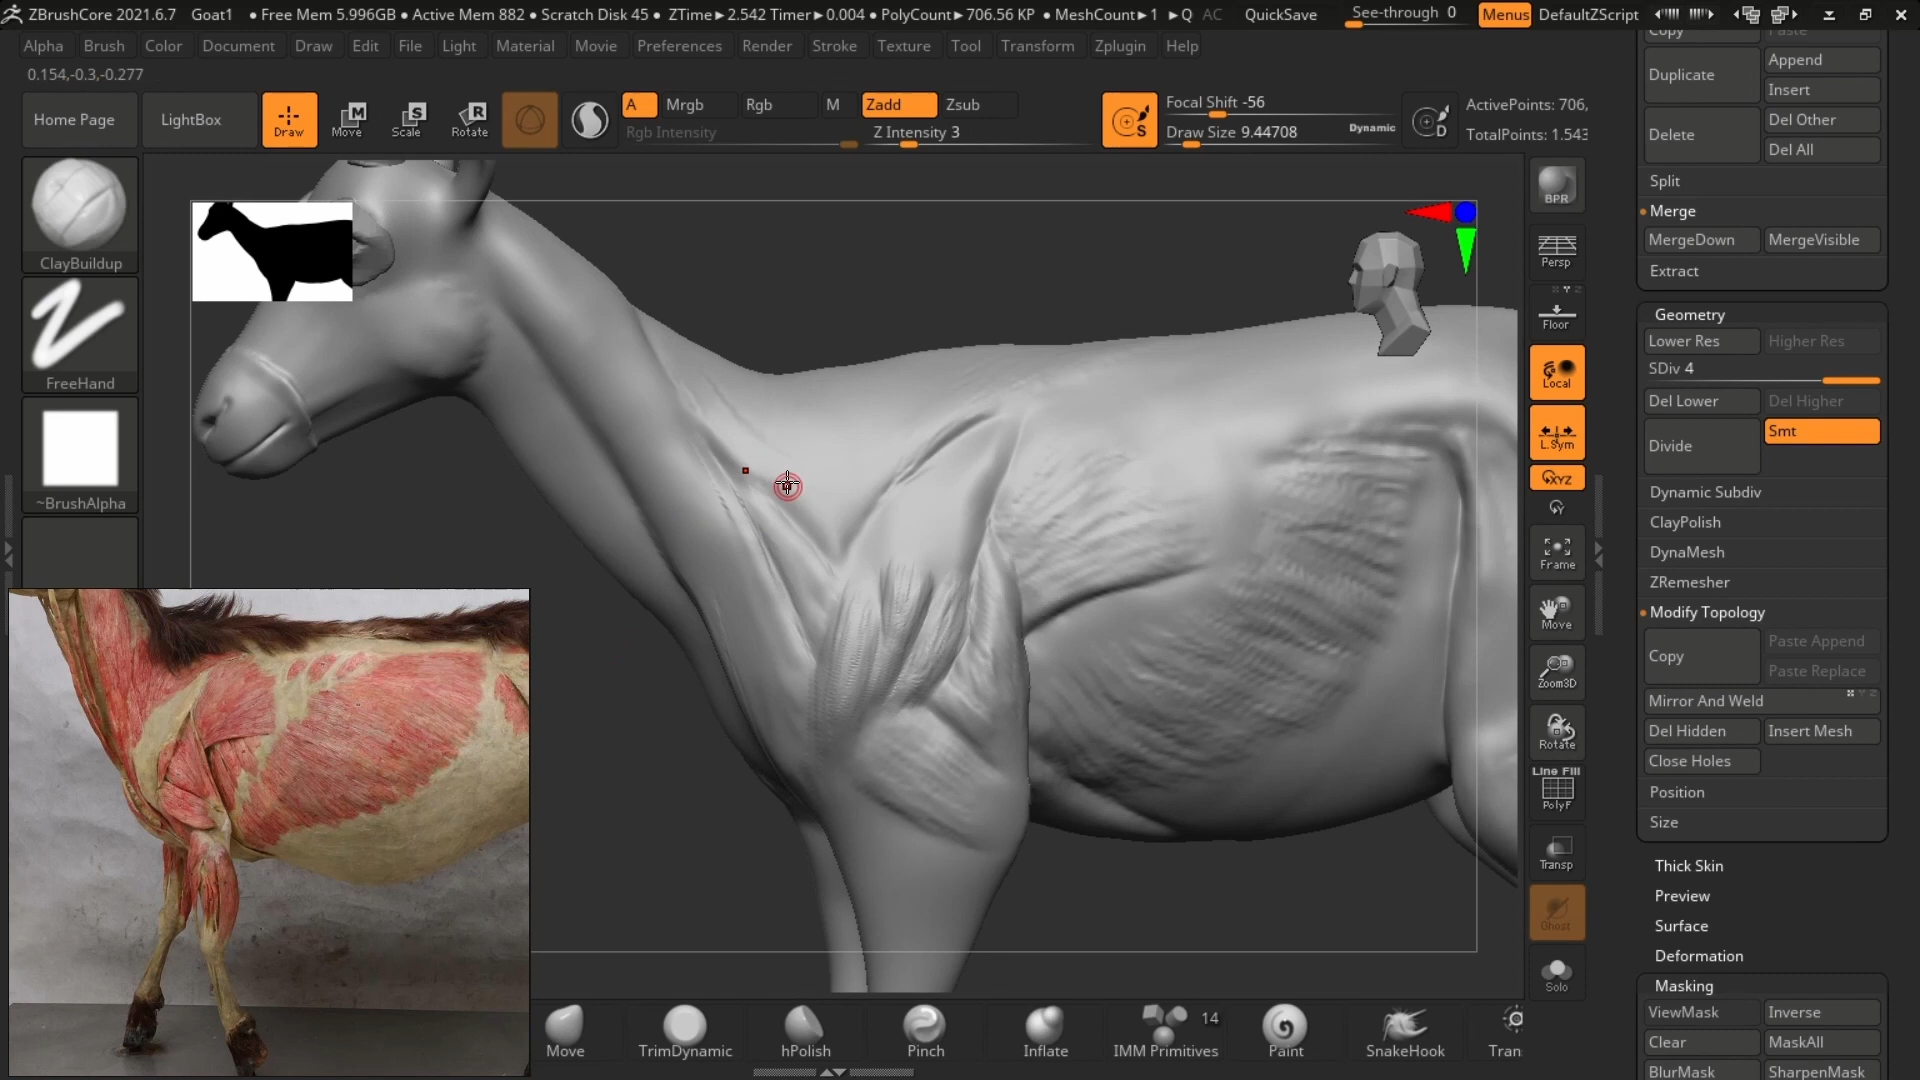 ZBrushCore 2021.6.7 Goat1 • Free Mem 5.996GB • Active Mem 882 • Scratch Disk 45 • ZTime►2.542 Timer►0.004 • PolyCount►706.56 KP • MeshCount►1 ►Q AC QuickSave See-through 0 Menus DefaultZScript
Alpha Brush Color Document Draw Edit File Light Material Movie Preferences Render Stroke Texture Tool Transform Zplugin Help
0.154,-0.3,-0.277
Home Page LightBox Draw Move Scale Rotate
A Mrgb Rgb M Zadd Zsub
Rgb Intensity Z Intensity 3
Focal Shift -56
Draw Size 9.44708 Dynamic
ActivePoints: 706,
TotalPoints: 1.543
ClayBuildup
FreeHand
~BrushAlpha
BPR
Persp
Floor
Local
L.Sym
XYZ
Y
Frame
Move
Zoom3D
Rotate
Line Fill
PolyF
Transp
Ghost
Solo
Copy Paste
Duplicate Append
Insert
Delete Del Other
Del All
Split
Merge
MergeDown MergeVisible
Extract
Geometry
Lower Res Higher Res
SDiv 4
Del Lower Del Higher
Divide Smt
Dynamic Subdiv
ClayPolish
DynaMesh
ZRemesher
Modify Topology
Copy Paste Append
Paste Replace
Mirror And Weld
Del Hidden Insert Mesh
Close Holes
Position
Size
Thick Skin
Preview
Surface
Deformation
Masking
ViewMask Inverse
Clear MaskAll
BlurMask SharpenMask
Move TrimDynamic hPolish Pinch Inflate IMM Primitives 14 Paint SnakeHook Tran